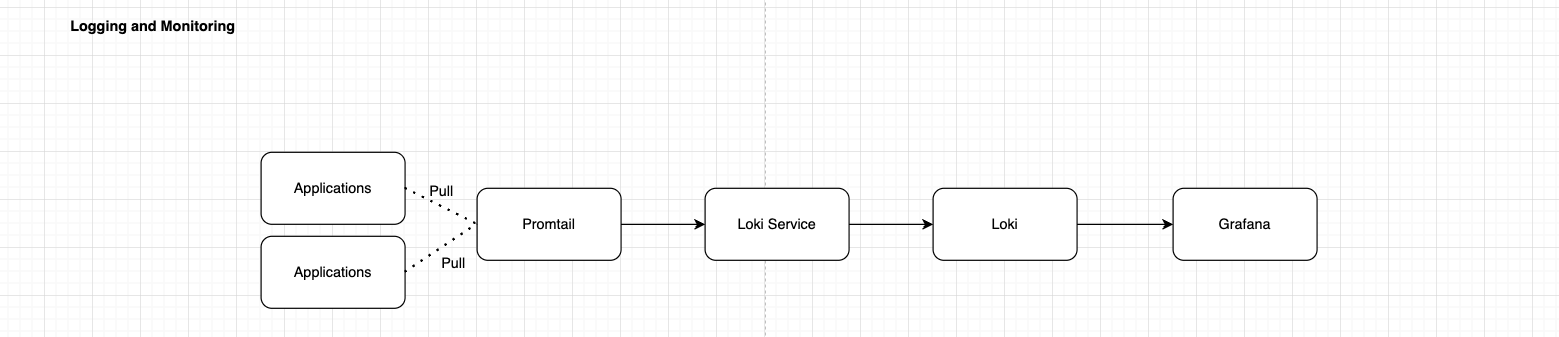 Logging and Monitoring
Applications
Pull
Promtail
Loki Service
Loki
Grafana
Applications
Pull